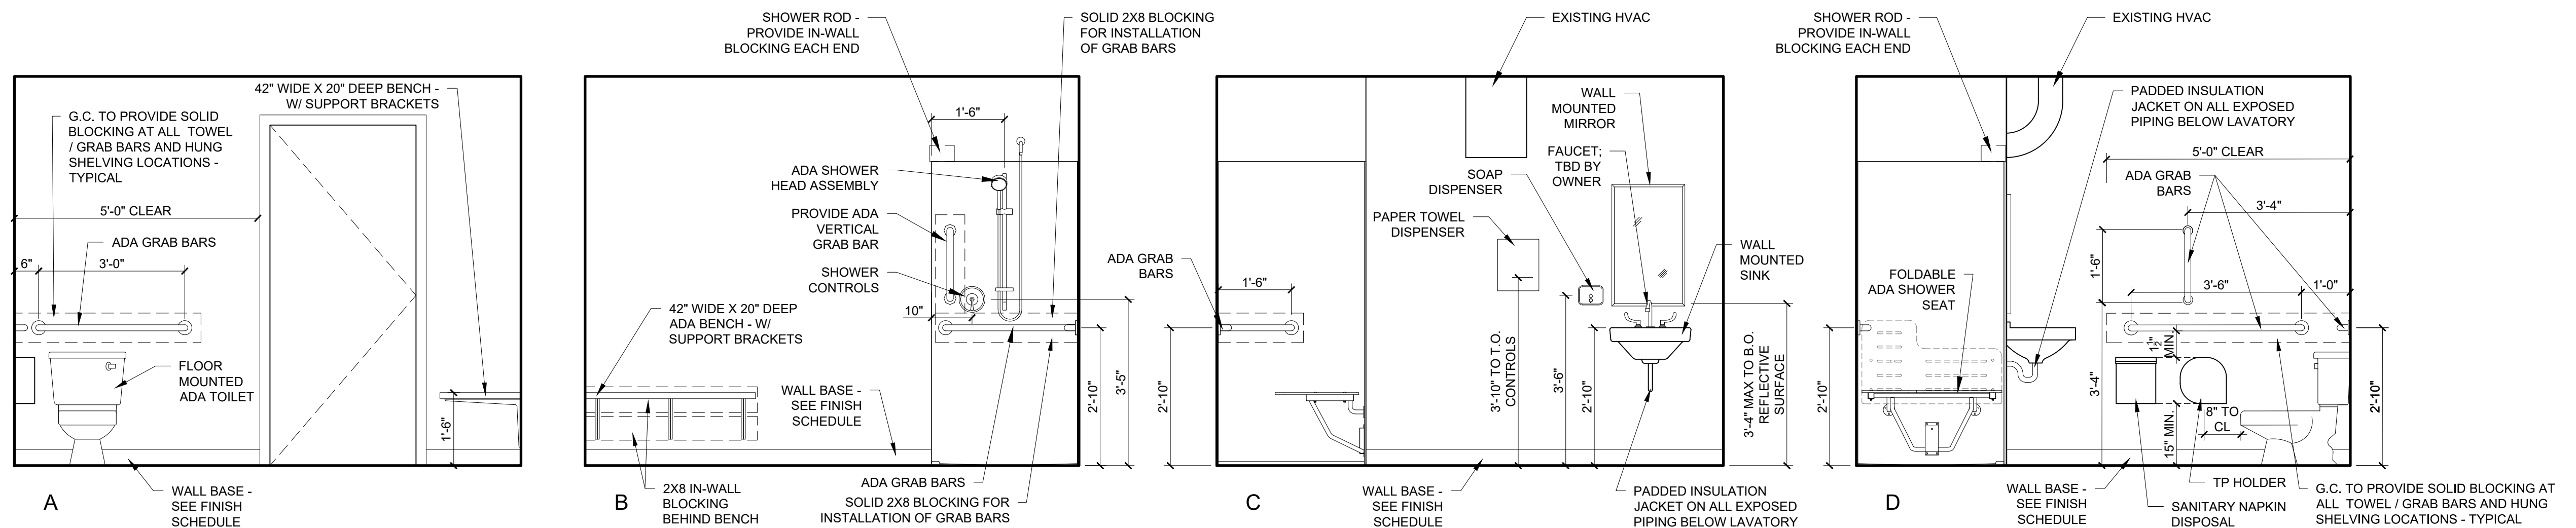 42" WIDE X 20" DEEP BENCH -
W/ SUPPORT BRACKETS
G.C. TO PROVIDE SOLID
BLOCKING AT ALL TOWEL
/ GRAB BARS AND HUNG
SHELVING LOCATIONS -
TYPICAL
5'-0" CLEAR
ADA GRAB BARS
6"
3'-0"
FLOOR
MOUNTED
ADA TOILET
1'-6"
A
WALL BASE -
SEE FINISH
SCHEDULE
SHOWER ROD -
PROVIDE IN-WALL
BLOCKING EACH END
SOLID 2X8 BLOCKING
FOR INSTALLATION
OF GRAB BARS
1'-6"
ADA SHOWER
HEAD ASSEMBLY
PROVIDE ADA
VERTICAL
GRAB BAR
SHOWER
CONTROLS
10"
42" WIDE X 20" DEEP
ADA BENCH - W/
SUPPORT BRACKETS
WALL BASE -
SEE FINISH
SCHEDULE
2'-10"
3'-5"
B
2X8 IN-WALL
BLOCKING
BEHIND BENCH
ADA GRAB BARS
SOLID 2X8 BLOCKING FOR
INSTALLATION OF GRAB BARS
EXISTING HVAC
WALL
MOUNTED
MIRROR
FAUCET;
TBD BY
OWNER
SOAP
DISPENSER
PAPER TOWEL
DISPENSER
WALL
MOUNTED
SINK
ADA GRAB
BARS
1'-6"
2'-10"
3'-10" TO T.O.
CONTROLS
3'-6"
2'-10"
3'-4" MAX TO B.O.
REFLECTIVE
SURFACE
C
WALL BASE -
SEE FINISH
SCHEDULE
PADDED INSULATION
JACKET ON ALL EXPOSED
PIPING BELOW LAVATORY
SHOWER ROD -
PROVIDE IN-WALL
BLOCKING EACH END
EXISTING HVAC
PADDED INSULATION
JACKET ON ALL EXPOSED
PIPING BELOW LAVATORY
5'-0" CLEAR
ADA GRAB
BARS
3'-4"
1'-6"
FOLDABLE
ADA SHOWER
SEAT
3'-6"
1'-0"
2'-10"
3'-4"
1 1/2"
MIN.
15" MIN.
8" TO
CL
2'-10"
D
WALL BASE -
SEE FINISH
SCHEDULE
TP HOLDER
SANITARY NAPKIN
DISPOSAL
G.C. TO PROVIDE SOLID BLOCKING AT
ALL TOWEL / GRAB BARS AND HUNG
SHELVING LOCATIONS - TYPICAL